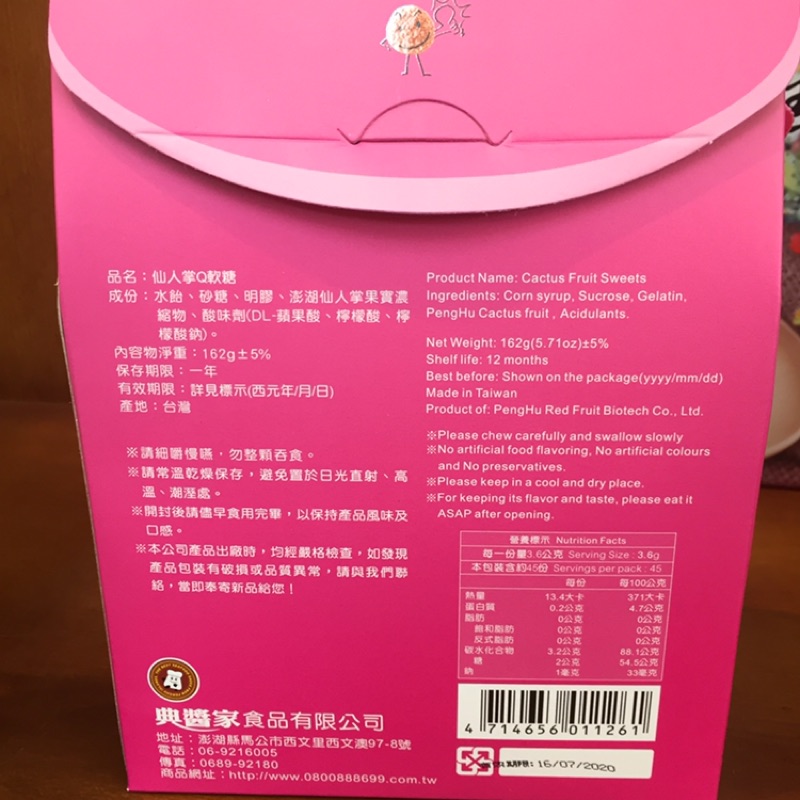 品名：仙人掌Q軟糖
成份：水飴、砂糖、明膠、澎湖仙人掌果實濃
縮物、酸味劑(DL-蘋果酸、檸檬酸、檸
檬酸鈉)。
內容物淨重：162g±5%
保存期限：一年
有效期限：詳見標示(西元年/月/日)
產地：台灣
※請細嚼慢嚥，勿整顆吞食。
※請常溫乾燥保存，避免置於日光直射、高
溫、潮溼處。
※開封後請儘早食用完畢，以保持產品風味及
口感。
※本公司產品出廠時，均經嚴格檢查，如發現
產品包裝有破損或品質異常，請與我們聯
絡，當即奉寄新品給您！
Product Name: Cactus Fruit Sweets
Ingredients: Corn syrup, Sucrose, Gelatin,
PengHu Cactus fruit , Acidulants.
Net Weight: 162g(5.71oz)±5%
Shelf life: 12 months
Best before: Shown on the package(yyyy/mm/dd)
Made in Taiwan
Product of: PengHu Red Fruit Biotech Co., Ltd.
※Please chew carefully and swallow slowly
※No artificial food flavoring, No artificial colours
and No preservatives.
※Please keep in a cool and dry place.
※For keeping its flavor and taste, please eat it
ASAP after opening.
營養標示 Nutrition Facts
每一份量3.6公克 Serving Size : 3.6g
本包裝含約45份 Servings per pack : 45
每份 每100公克
熱量 13.4大卡 371大卡
蛋白質 0.2公克 4.7公克
脂肪 0公克 0公克
飽和脂肪 0公克 0公克
反式脂肪 0公克 0公克
碳水化合物 3.2公克 88.1公克
糖 2公克 54.5公克
鈉 1毫克 33毫克
4 714656 011261
16/07/2020
典醬家食品有限公司
地址：澎湖縣馬公市西文里西文澳97-8號
電話：06-9216005
傳真：0689-92180
商品網址：http://www.0800888699.com.tw